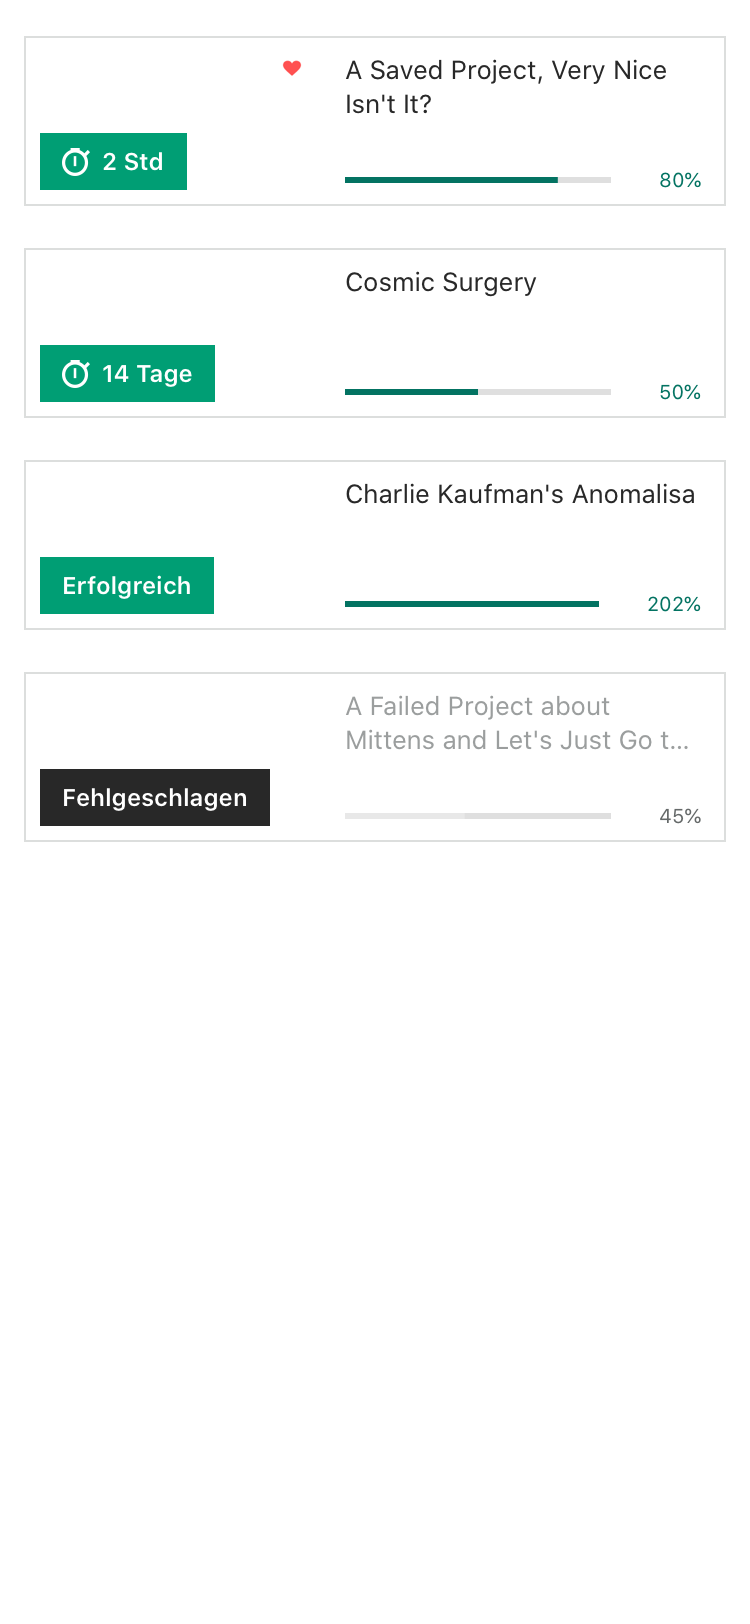 A Saved Project, Very Nice
Isn't It?
2 Std
80%
Cosmic Surgery
14 Tage
50%
Charlie Kaufman's Anomalisa
Erfolgreich
202%
A Failed Project about
Mittens and Let's Just Go t...
Fehlgeschlagen
45%